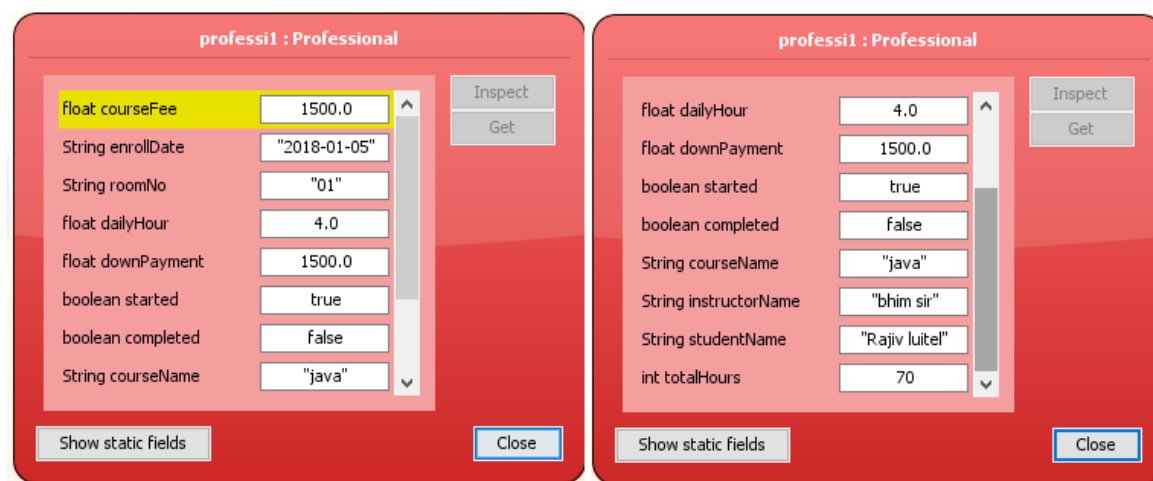 professi1 : Professional
float courseFee 1500.0
String enrollDate "2018-01-05"
String roomNo "01"
float dailyHour 4.0
float downPayment 1500.0
boolean started true
boolean completed false
String courseName "java"
Inspect
Get
Show static fields
Close
professi1 : Professional
float dailyHour 4.0
float downPayment 1500.0
boolean started true
boolean completed false
String courseName "java"
String instructorName "bhim sir"
String studentName "Rajiv luitel"
int totalHours 70
Inspect
Get
Show static fields
Close